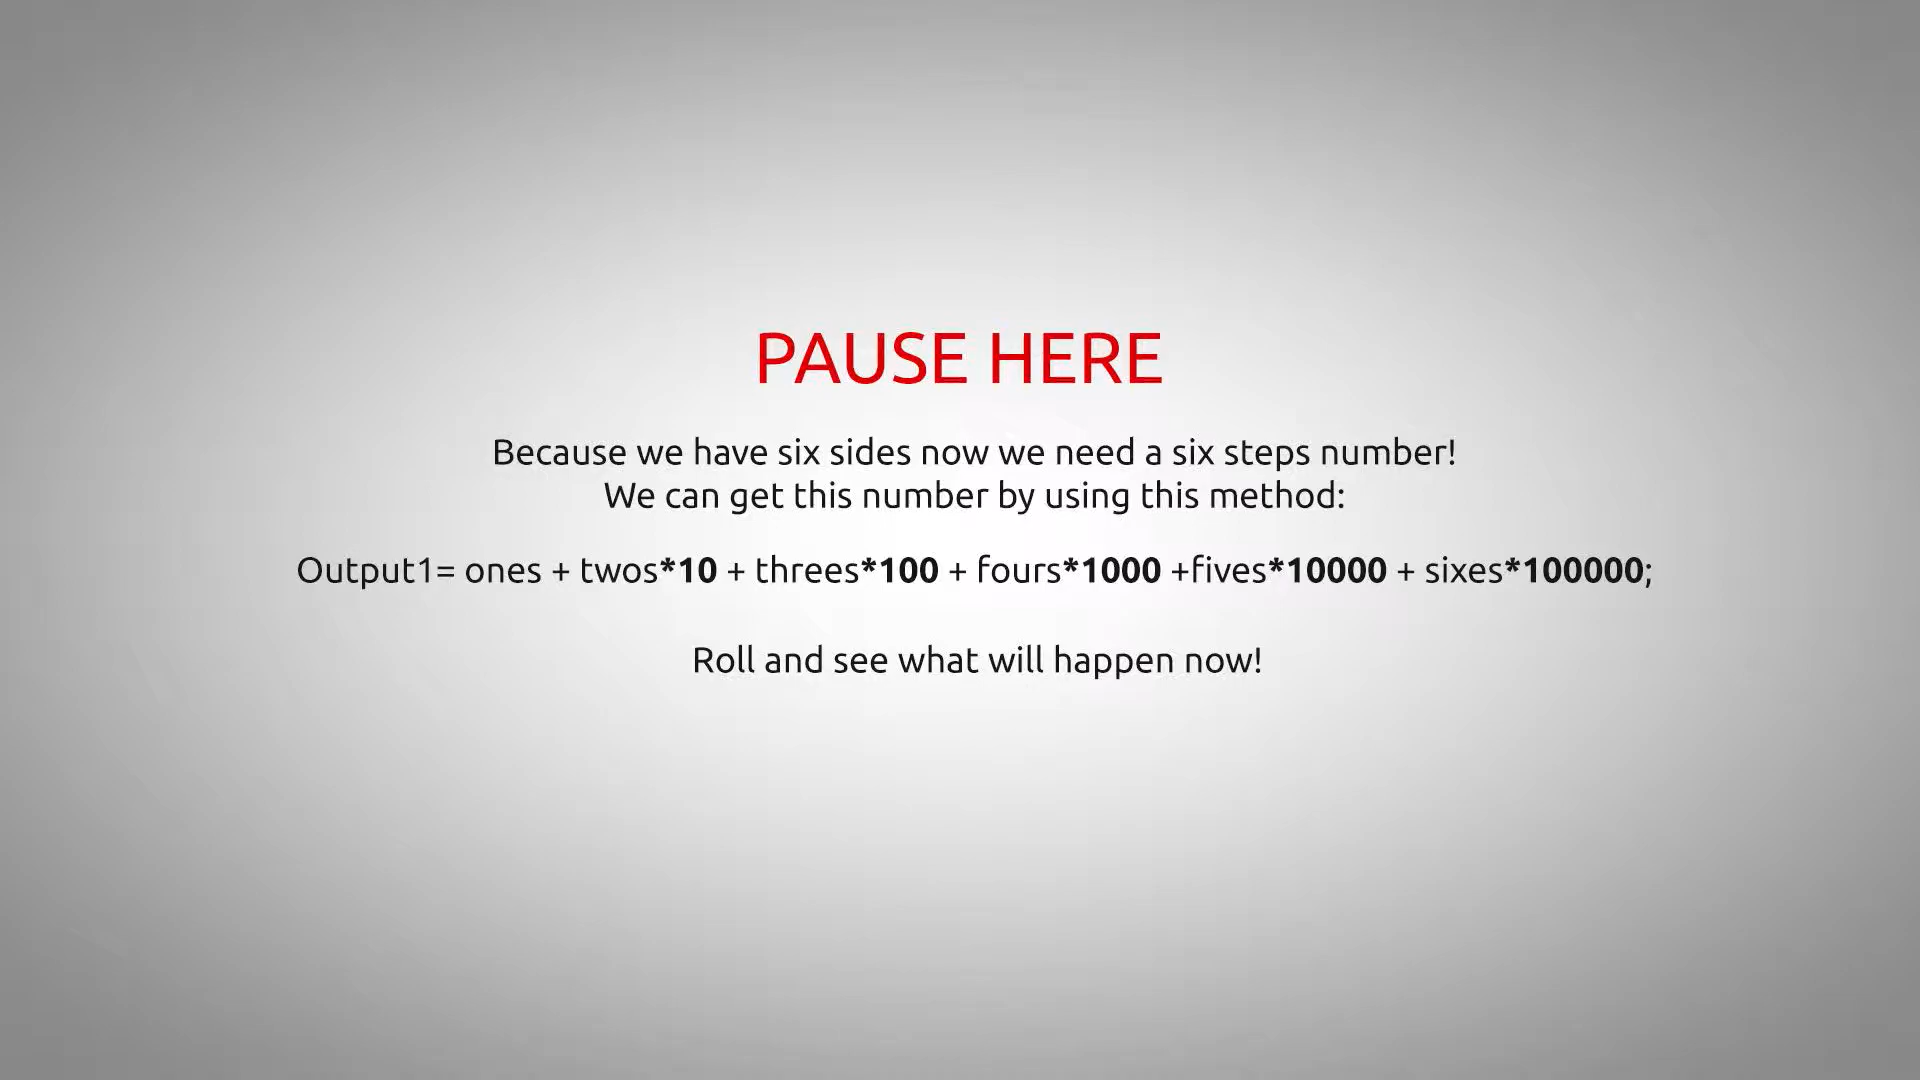 PAUSE HERE
Because we have six sides now we need a six steps number!
We can get this number by using this method:
Output1= ones + twos*10 + threes*100 + fours*1000 +fives*10000 + sixes*100000;
Roll and see what will happen now!